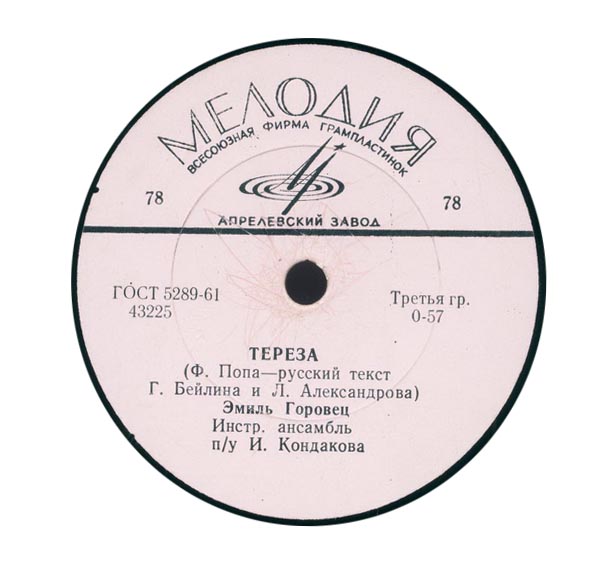 МЕЛОДИЯ
ВСЕСОЮЗНАЯ ФИРМА ГРАМПЛАСТИНОК
78
78
АПРЕЛЕВСКИЙ ЗАВОД
ГОСТ 5289-61
43225
Третья гр.
0-57
ТЕРЕЗА
(Ф. Попа—русский текст
Г. Бейлина и Л. Александрова)
Эмиль Горовец
Инстр. ансамбль
п/у И. Кондакова